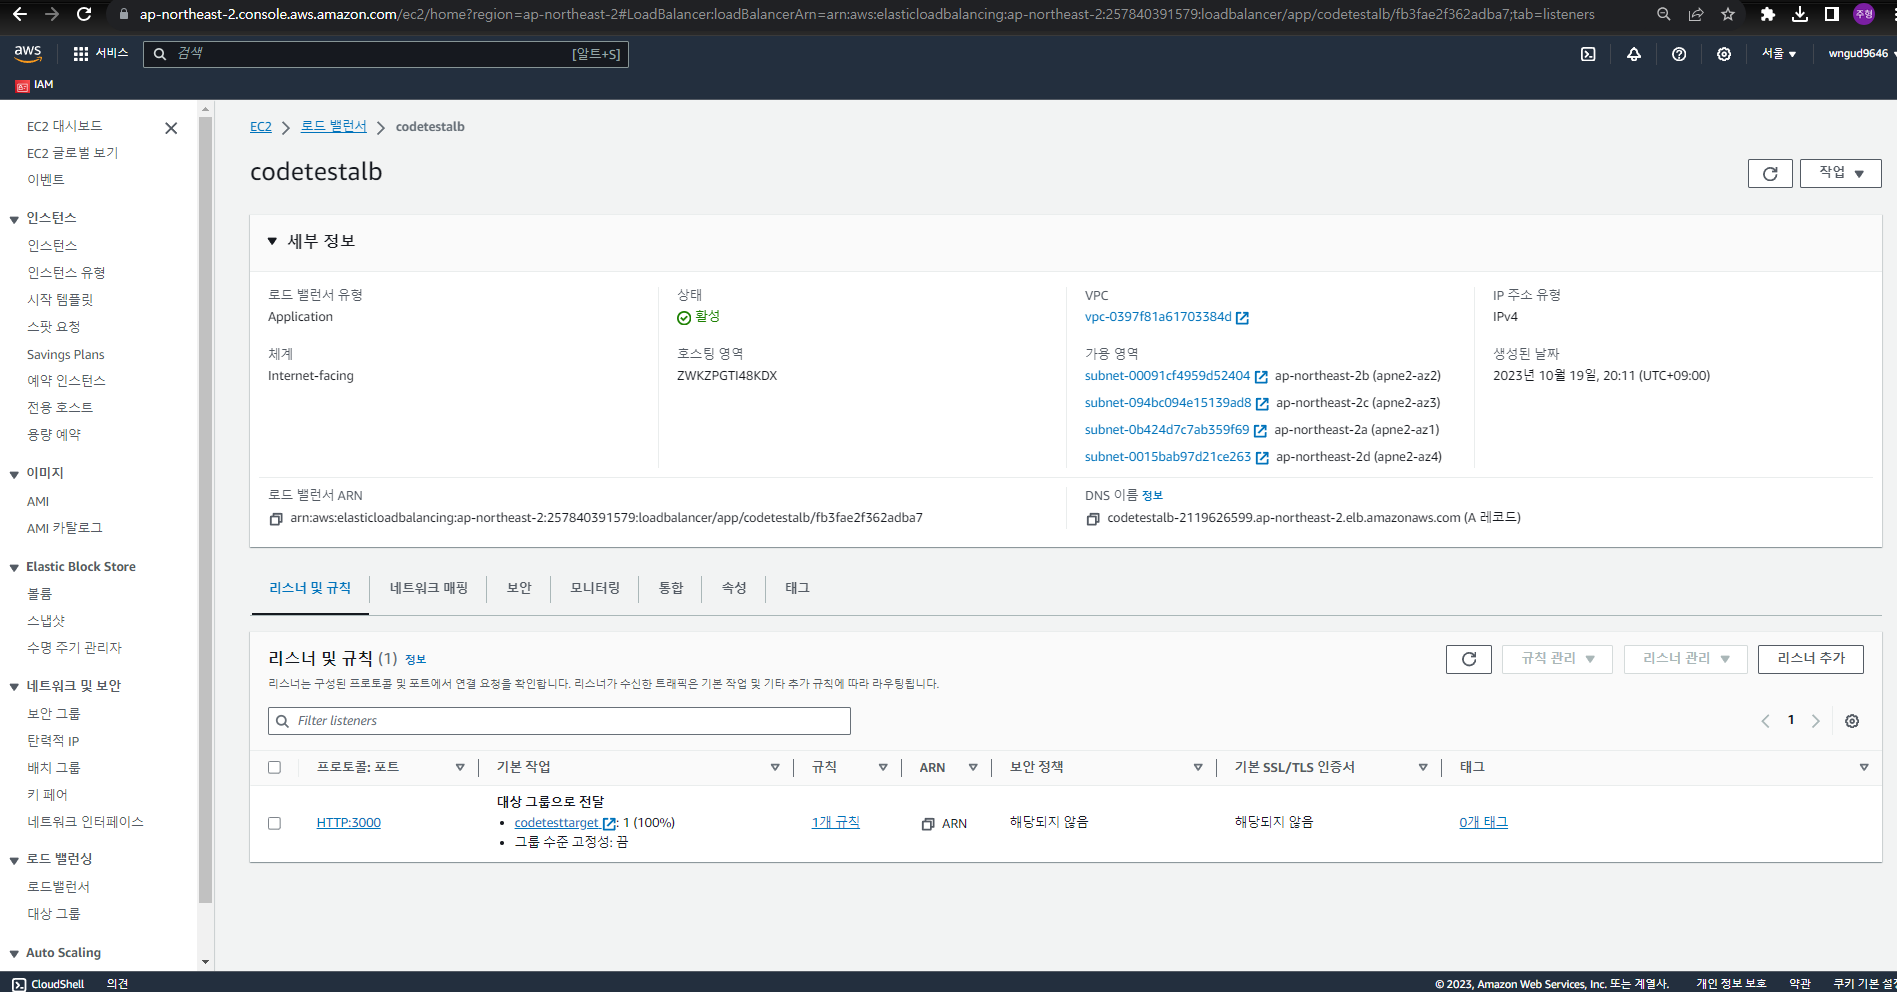 ap-northeast-2.console.aws.amazon.com/ec2/home?region=ap-northeast-2#LoadBalancer:loadBalancerArn=arn:aws:elasticloadbalancing:ap-northeast-2:257840391579:loadbalancer/app/codetestalb/fb3fae2f362adba7;tab=listeners
주형
aws 서비스 검색 [알트+S] 서울 wngud9646
IAM
EC2 대시보드
EC2 글로벌 보기
이벤트
인스턴스
인스턴스
인스턴스 유형
시작 템플릿
스팟 요청
Savings Plans
예약 인스턴스
전용 호스트
용량 예약
이미지
AMI
AMI 카탈로그
Elastic Block Store
볼륨
스냅샷
수명 주기 관리자
네트워크 및 보안
보안 그룹
탄력적 IP
배치 그룹
키 페어
네트워크 인터페이스
로드 밸런싱
로드밸런서
대상 그룹
Auto Scaling
EC2 로드 밸런서 codetestalb
codetestalb
작업
세부 정보
로드 밸런서 유형
Application
상태
활성
VPC
vpc-0397f81a61703384d
IP 주소 유형
IPv4
체계
Internet-facing
호스팅 영역
ZWKZPGTI48KDX
가용 영역
subnet-00091cf4959d52404 ap-northeast-2b (apne2-az2)
subnet-094bc094e15139ad8 ap-northeast-2c (apne2-az3)
subnet-0b424d7c7ab359f69 ap-northeast-2a (apne2-az1)
subnet-0015bab97d21ce263 ap-northeast-2d (apne2-az4)
생성된 날짜
2023년 10월 19일, 20:11 (UTC+09:00)
로드 밸런서 ARN
arn:aws:elasticloadbalancing:ap-northeast-2:257840391579:loadbalancer/app/codetestalb/fb3fae2f362adba7
DNS 이름 정보
codetestalb-2119626599.ap-northeast-2.elb.amazonaws.com (A 레코드)
리스너 및 규칙 네트워크 매핑 보안 모니터링 통합 속성 태그
리스너 및 규칙 (1) 정보
규칙 관리 리스너 관리 리스너 추가
리스너는 구성된 프로토콜 및 포트에서 연결 요청을 확인합니다. 리스너가 수신한 트래픽은 기본 작업 및 기타 추가 규칙에 따라 라우팅됩니다.
Filter listeners
1
프로토콜: 포트 기본 작업 규칙 ARN 보안 정책 기본 SSL/TLS 인증서 태그
대상 그룹으로 전달
HTTP:3000 • codetesttarget : 1 (100%) 1개 규칙 ARN 해당되지 않음 해당되지 않음 0개 태그
• 그룹 수준 고정성: 끔
CloudShell 의견 © 2023, Amazon Web Services, Inc. 또는 계열사. 개인 정보 보호 약관 쿠키 기본 설정